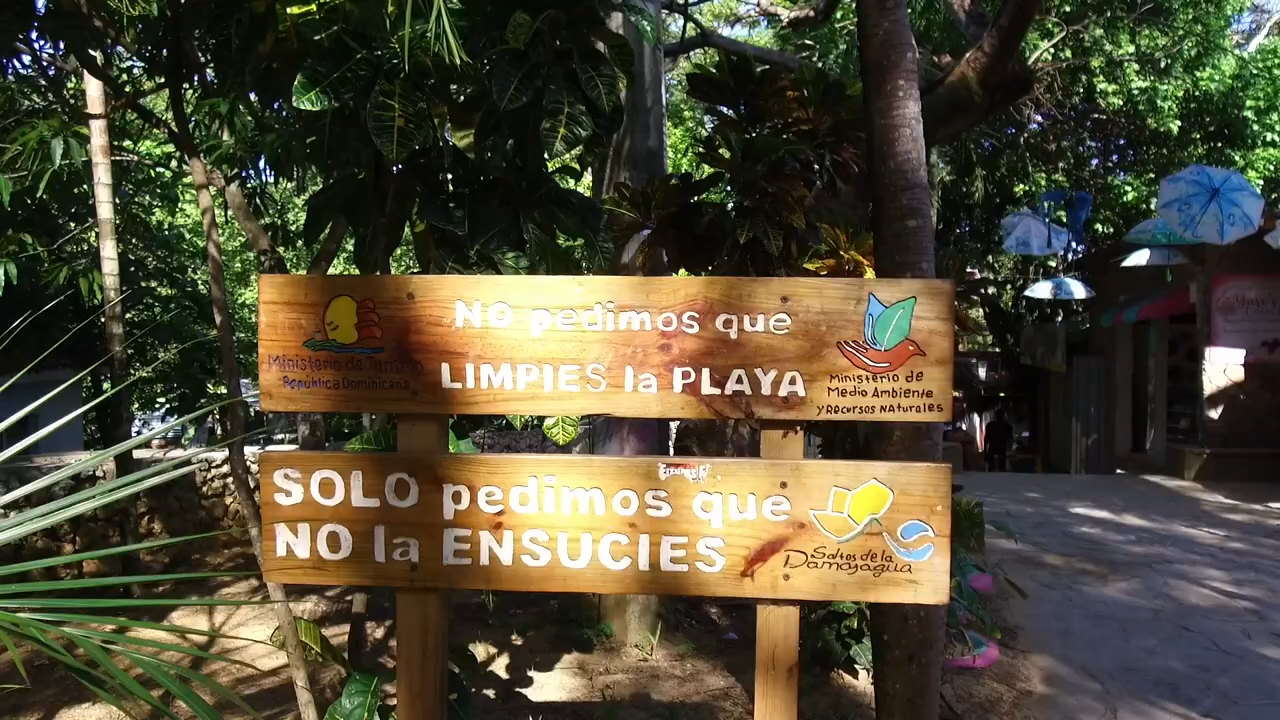 NO pedimos que
LIMPIES la PLAYA
Ministerio de Turismo
República Dominicana
Ministerio de
Medio Ambiente
y Recursos Naturales
SOLO pedimos que
NO la ENSUCIES
Saltos de la
Damajagua